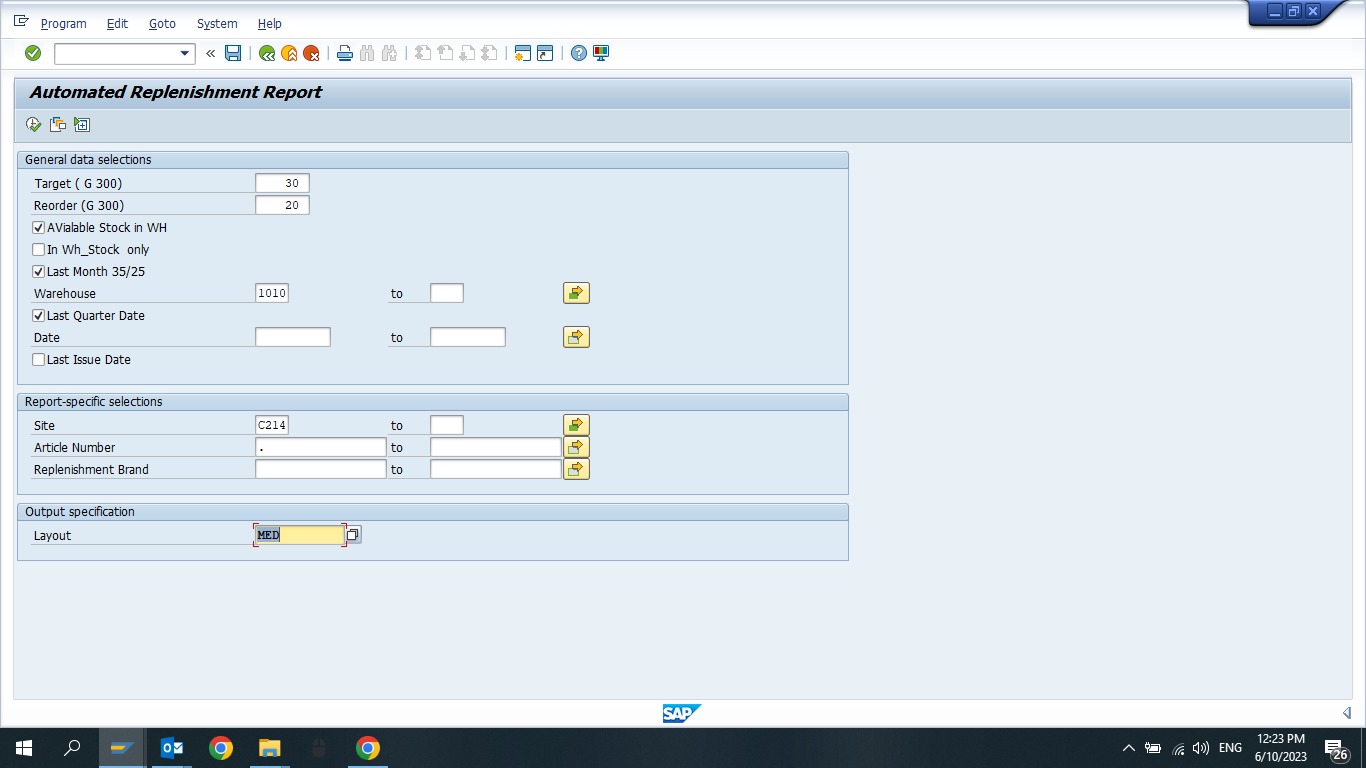 Program Edit Goto System Help
Automated Replenishment Report
General data selections
Target ( G 300) 30
Reorder (G 300) 20
AVialable Stock in WH
In Wh_Stock only
Last Month 35/25
Warehouse 1010 to
Last Quarter Date
Date to
Last Issue Date
Report-specific selections
Site C214 to
Article Number . to
Replenishment Brand to
Output specification
Layout MED
SAP
ENG
12:23 PM
6/10/2023
26